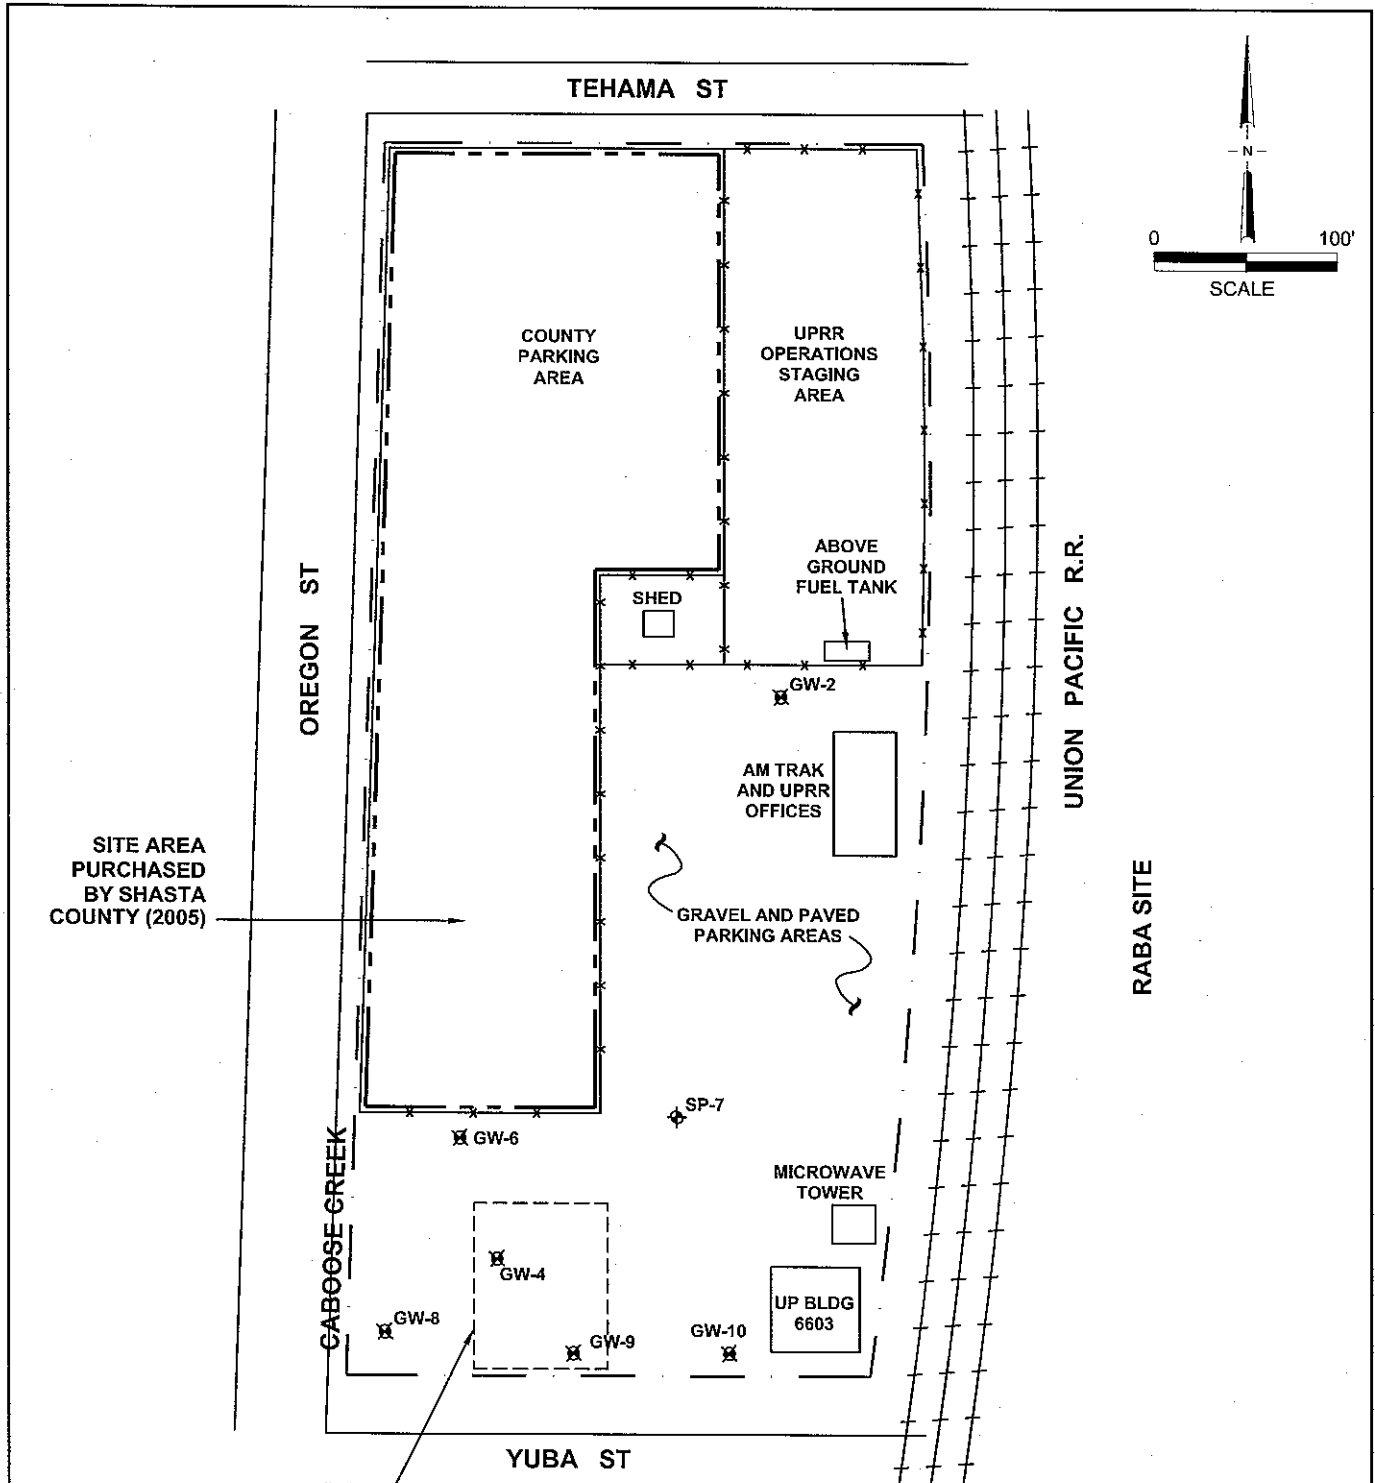 TEHAMA ST
N
0 100'
SCALE
COUNTY
PARKING
AREA
UPRR
OPERATIONS
STAGING
AREA
ABOVE
GROUND
FUEL TANK
SHED
OREGON ST
UNION PACIFIC R.R.
GW-2
AM TRAK
AND UPRR
OFFICES
SITE AREA
PURCHASED
BY SHASTA
COUNTY (2005)
GRAVEL AND PAVED
PARKING AREAS
RABA SITE
SP-7
GW-6
CABOOSE CREEK
MICROWAVE
TOWER
GW-4
GW-8
GW-9
GW-10
UP BLDG
6603
YUBA ST